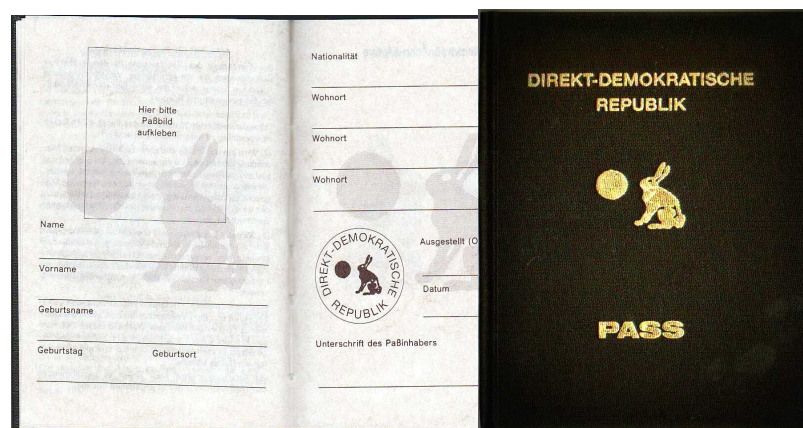 Hier bitte
Paßbild
aufkleben
Name
Vorname
Geburtsname
Geburtstag Geburtsort
Nationalität
Wohnort
Wohnort
Wohnort
DIREKT-DEMOKRATISCHE
REPUBLIK
Ausgestellt (O
Datum
Unterschrift des Paßinhabers
DIREKT-DEMOKRATISCHE
REPUBLIK
PASS